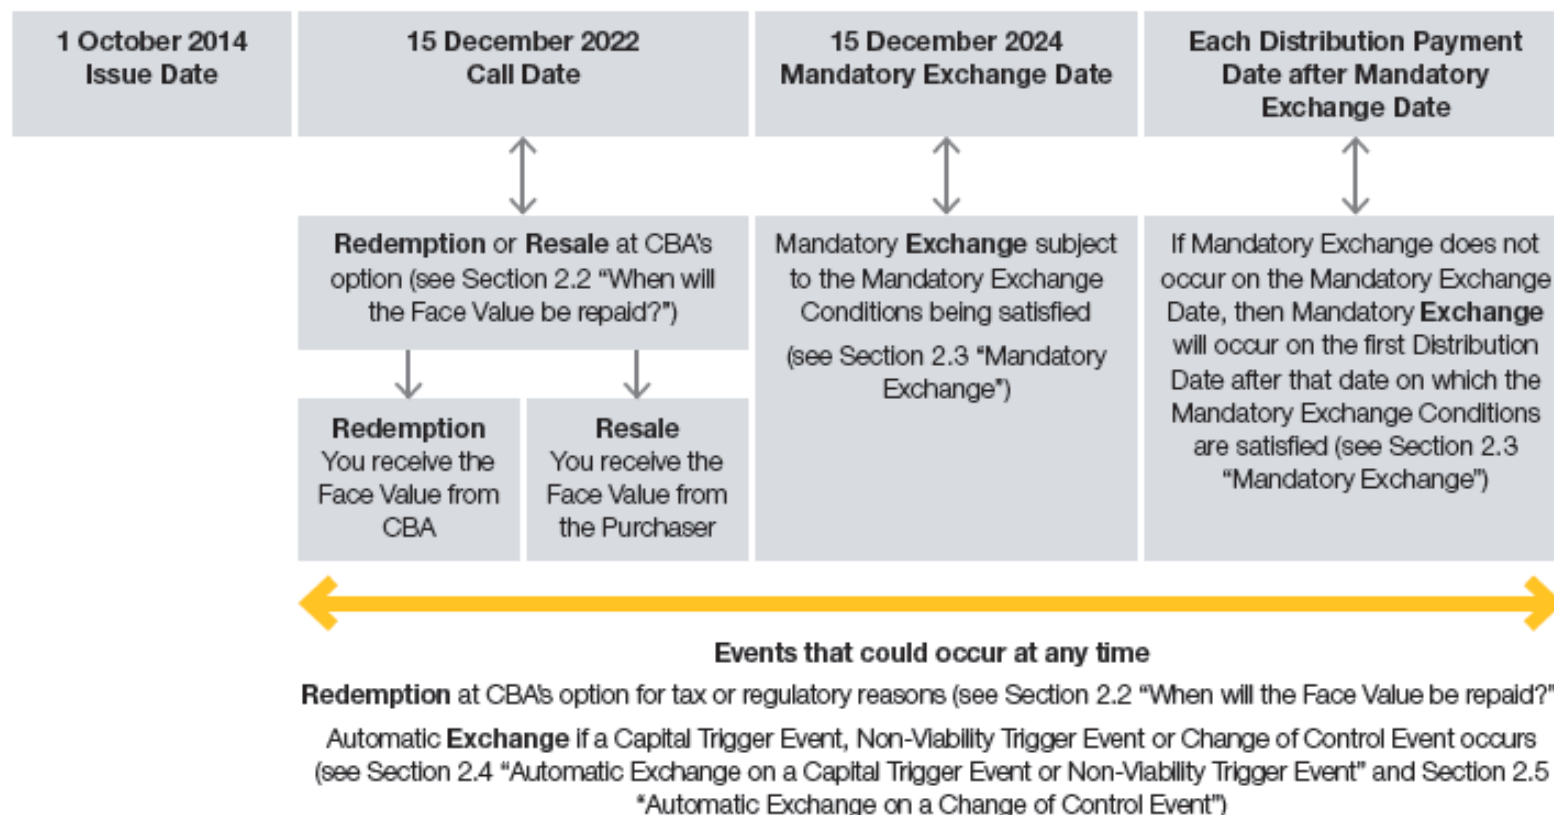 1 October 2014
Issue Date
15 December 2022
Call Date
15 December 2024
Mandatory Exchange Date
Each Distribution Payment
Date after Mandatory
Exchange Date
Redemption or Resale at CBA's
option (see Section 2.2 “When will
the Face Value be repaid?”)
Redemption
You receive the
Face Value from
CBA
Resale
You receive the
Face Value from
the Purchaser
Mandatory Exchange subject
to the Mandatory Exchange
Conditions being satisfied
(see Section 2.3 “Mandatory
Exchange”)
If Mandatory Exchange does not
occur on the Mandatory Exchange
Date, then Mandatory Exchange
will occur on the first Distribution
Date after that date on which the
Mandatory Exchange Conditions
are satisfied (see Section 2.3
“Mandatory Exchange”)
Events that could occur at any time
Redemption at CBA's option for tax or regulatory reasons (see Section 2.2 “When will the Face Value be repaid?”
Automatic Exchange if a Capital Trigger Event, Non-Viability Trigger Event or Change of Control Event occurs
(see Section 2.4 “Automatic Exchange on a Capital Trigger Event or Non-Viability Trigger Event” and Section 2.5
“Automatic Exchange on a Change of Control Event”)